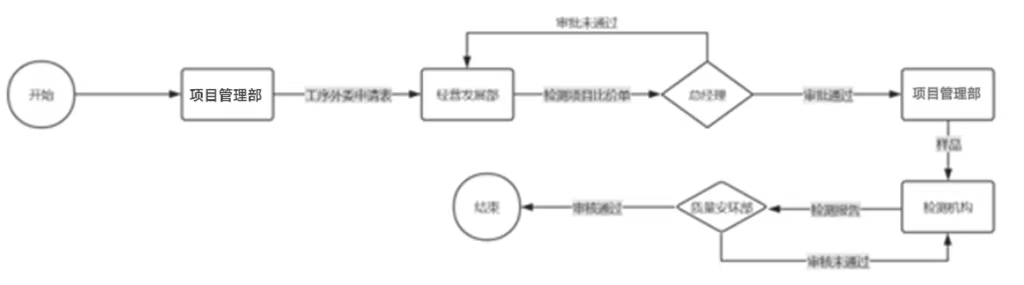 审批未通过
开始
项目管理部
工序外委申请表
经营发展部
检测项目比价单
总经理
审批通过
项目管理部
样品
结束
审核通过
质量安环部
检测报告
检测机构
审核未通过